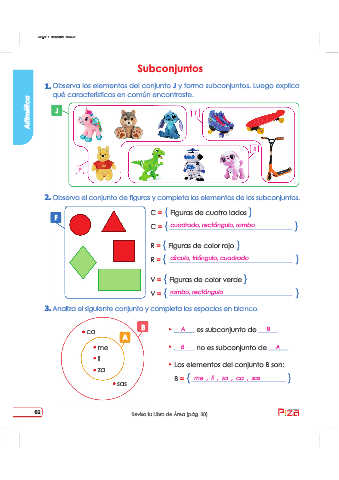 Subconjuntos
Aritmética
1. Observa los elementos del conjunto J y forma subconjuntos. Luego explica
qué características en común encontraste.
J
2. Observa el conjunto de figuras y completa los elementos de los subconjuntos.
F
C = { Figuras de cuatro lados }
C = { cuadrado, rectángulo, rombo }
R = { Figuras de color rojo }
R = { círculo, triángulo, cuadrado }
V = { Figuras de color verde }
V = { rombo, rectángulo }
3. Analiza el siguiente conjunto y completa los espacios en blanco.
B
A
• ca
• me
• li
• za
• sas
• A es subconjunto de B
• B no es subconjunto de A
• Los elementos del conjunto B son:
B = { me , li , za , ca , sas }
Revisa tu Libro de Área (pág. 30)